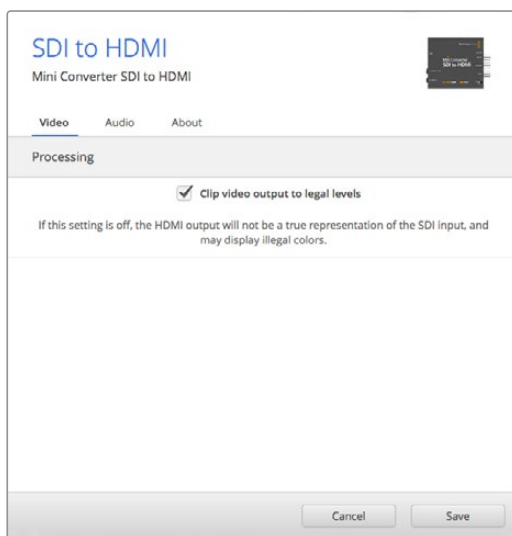 SDI to HDMI
Mini Converter SDI to HDMI
Video Audio About
Processing
Clip video output to legal levels
If this setting is off, the HDMI output will not be a true representation of the SDI input, and
may display illegal colors.
Cancel Save